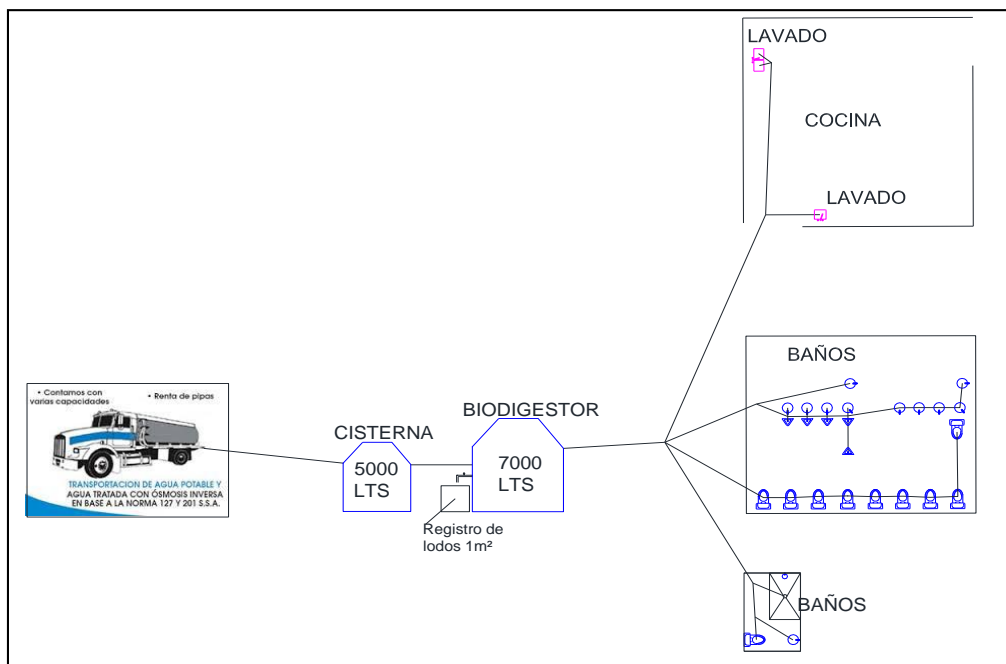 LAVADO
COCINA
LAVADO
BAÑOS
• Contamos con
varias capacidades
• Renta de pipas
TRANSPORTACION DE AGUA POTABLE Y
AGUA TRATADA CON ÓSMOSIS INVERSA
EN BASE A LA NORMA 127 Y 201 S.S.A.
CISTERNA
5000
LTS
BIODIGESTOR
7000
LTS
Registro de
lodos 1m²
BAÑOS